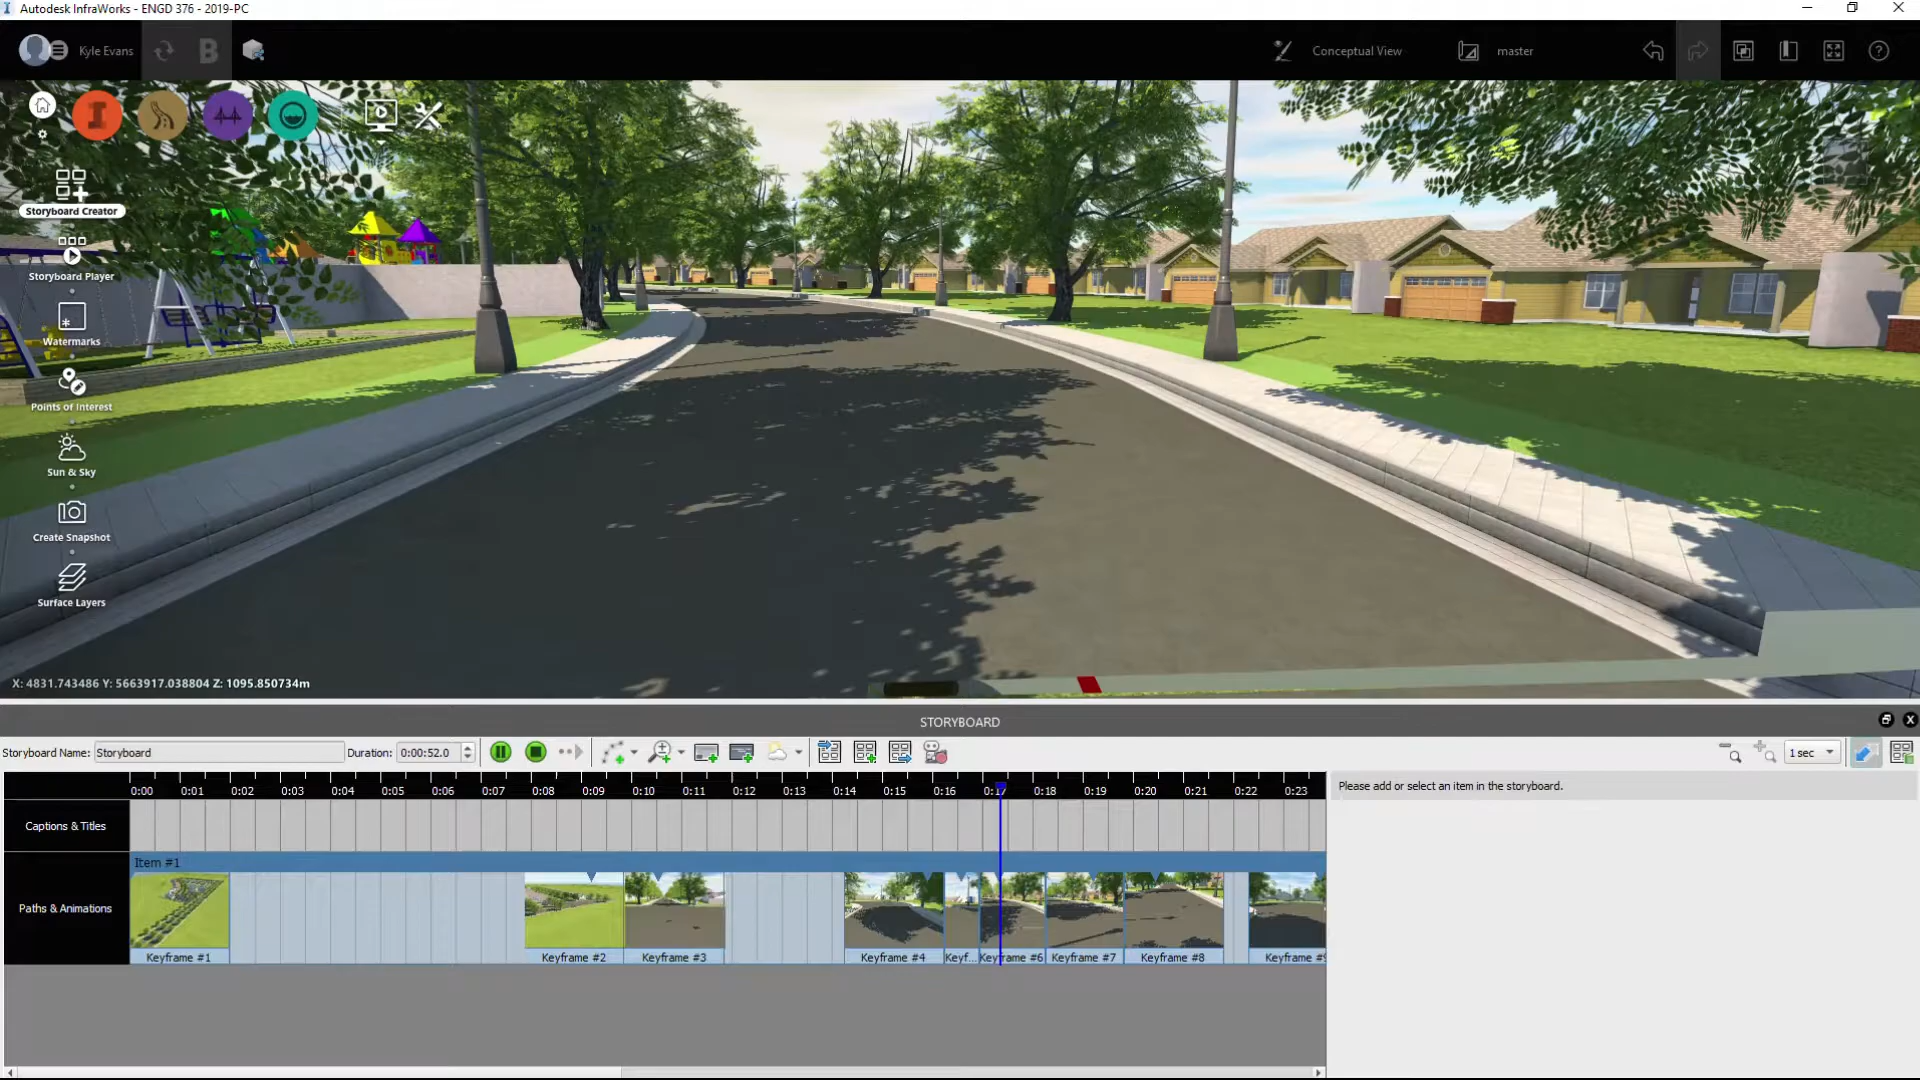 Autodesk InfraWorks - ENGD 376 - 2019-PC
Kyle Evans
Conceptual View
master
Storyboard Creator
Storyboard Player
Watermarks
Points of Interest
Sun & Sky
Create Snapshot
Surface Layers
X: 4831.743486 Y: 5663917.038804 Z: 1095.850734m
STORYBOARD
Storyboard Name: Storyboard Duration: 0:00:52.0 1 sec
0:00 0:01 0:02 0:03 0:04 0:05 0:06 0:07 0:08 0:09 0:10 0:11 0:12 0:13 0:14 0:15 0:16 0:17 0:18 0:19 0:20 0:21 0:22 0:23
Please add or select an item in the storyboard.
Captions & Titles
Item #1
Paths & Animations
Keyframe #1 Keyframe #2 Keyframe #3 Keyframe #4 Keyf... Keyframe #6 Keyframe #7 Keyframe #8 Keyframe #9